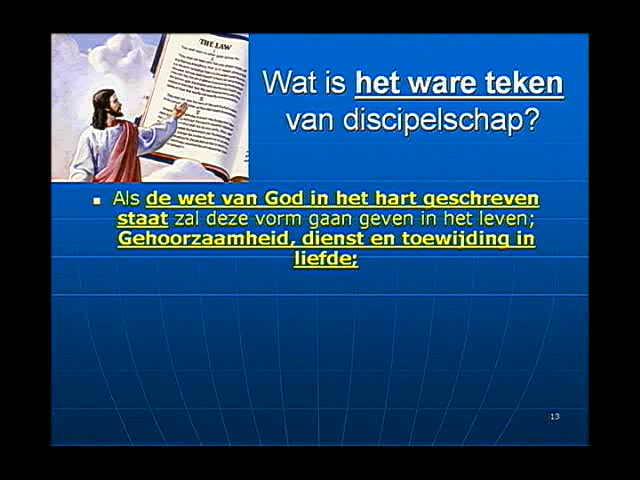 THE LAW
Wat is het ware teken
van discipelschap?
Als de wet van God in het hart geschreven
staat zal deze vorm gaan geven in het leven;
Gehoorzaamheid, dienst en toewijding in
liefde;
13